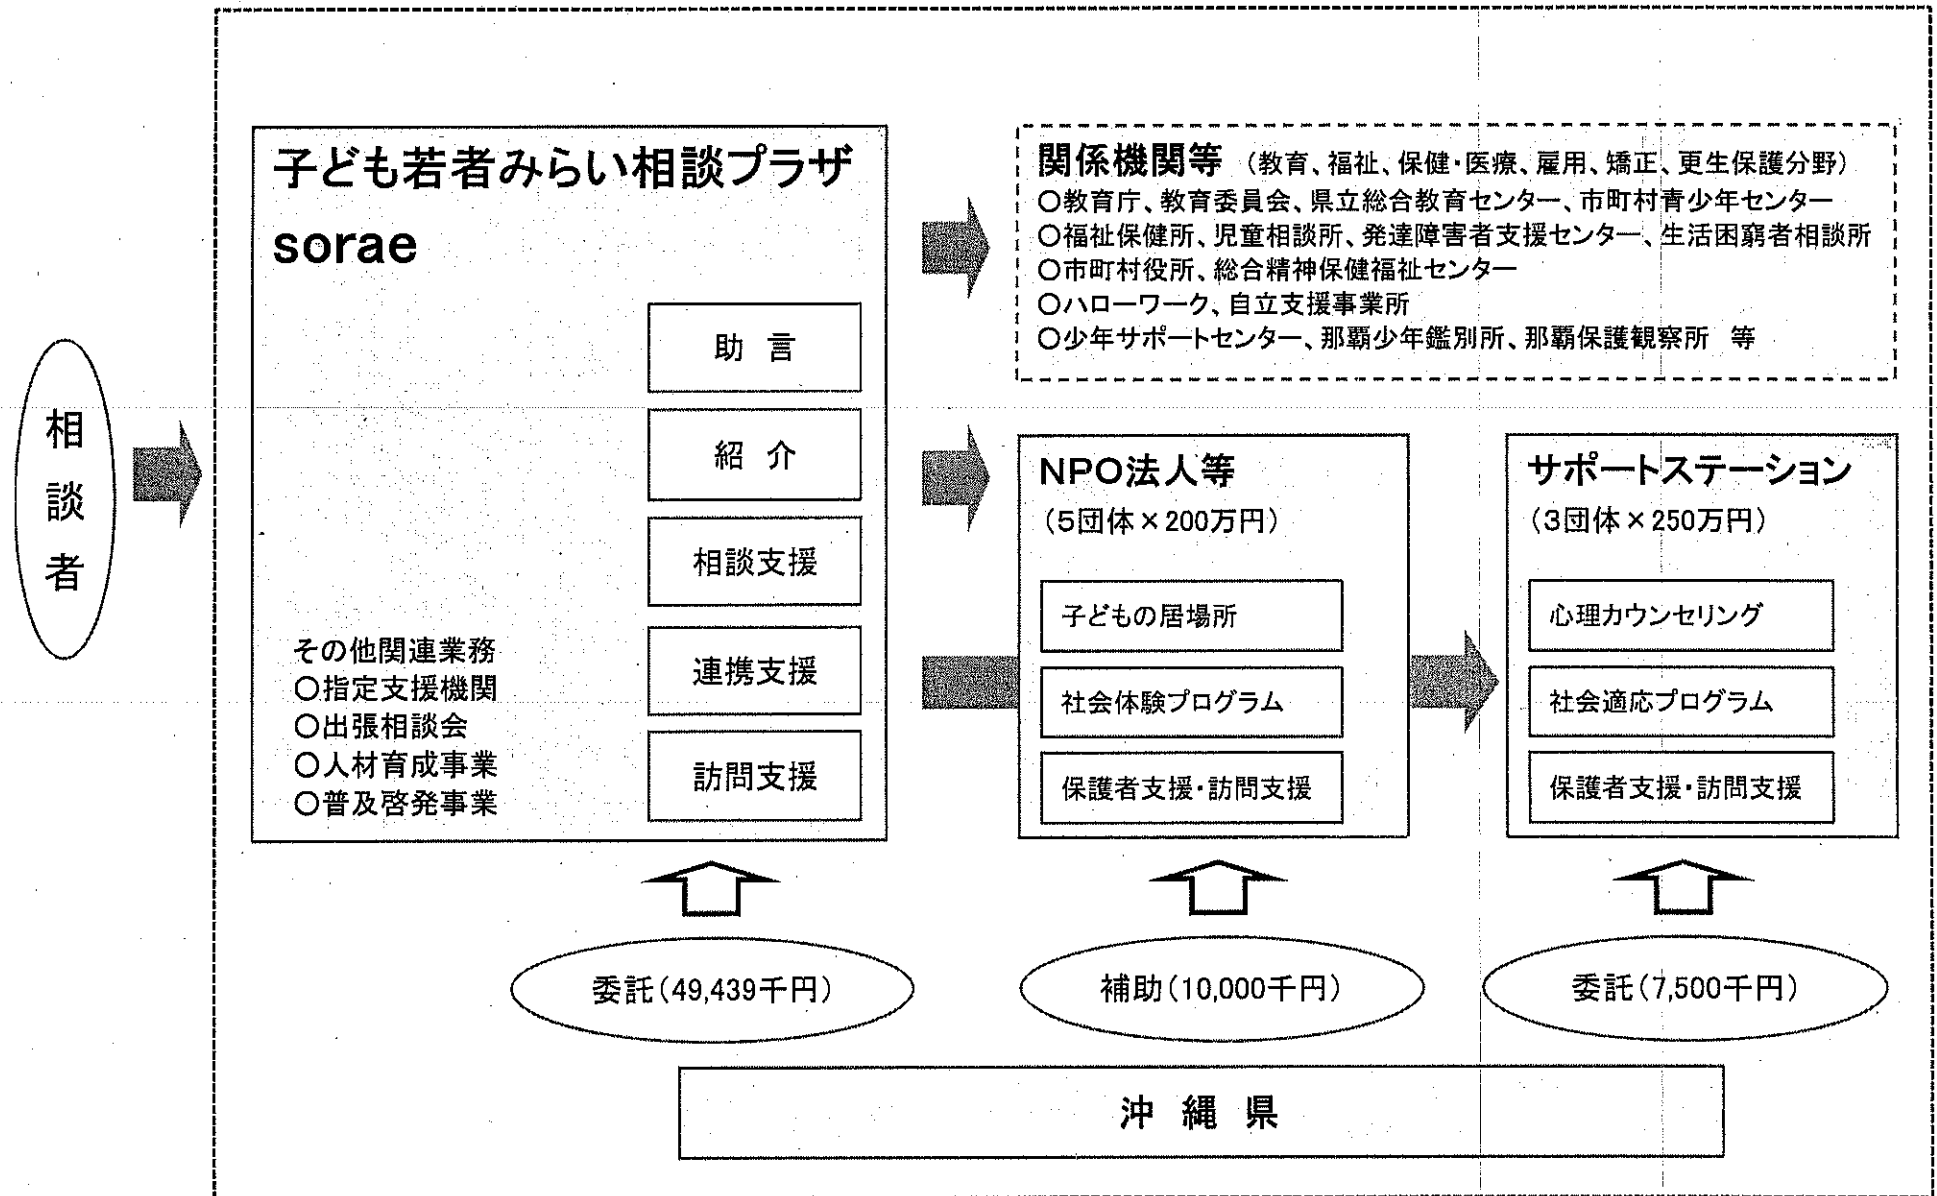 相談者
子ども若者みらい相談プラザ
sorae
助 言
紹 介
相談支援
連携支援
訪問支援
その他関連業務
○指定支援機関
○出張相談会
○人材育成事業
○普及啓発事業
関係機関等 （教育、福祉、保健・医療、雇用、矯正、更生保護分野）
○教育庁、教育委員会、県立総合教育センター、市町村青少年センター
○福祉保健所、児童相談所、発達障害者支援センター、生活困窮者相談所
○市町村役所、総合精神保健福祉センター
○ハローワーク、自立支援事業所
○少年サポートセンター、那覇少年鑑別所、那覇保護観察所 等
NPO法人等
（5団体×200万円）
子どもの居場所
社会体験プログラム
保護者支援・訪問支援
サポートステーション
（3団体×250万円）
心理カウンセリング
社会適応プログラム
保護者支援・訪問支援
委託（49,439千円）
補助（10,000千円）
委託（7,500千円）
沖 縄 県